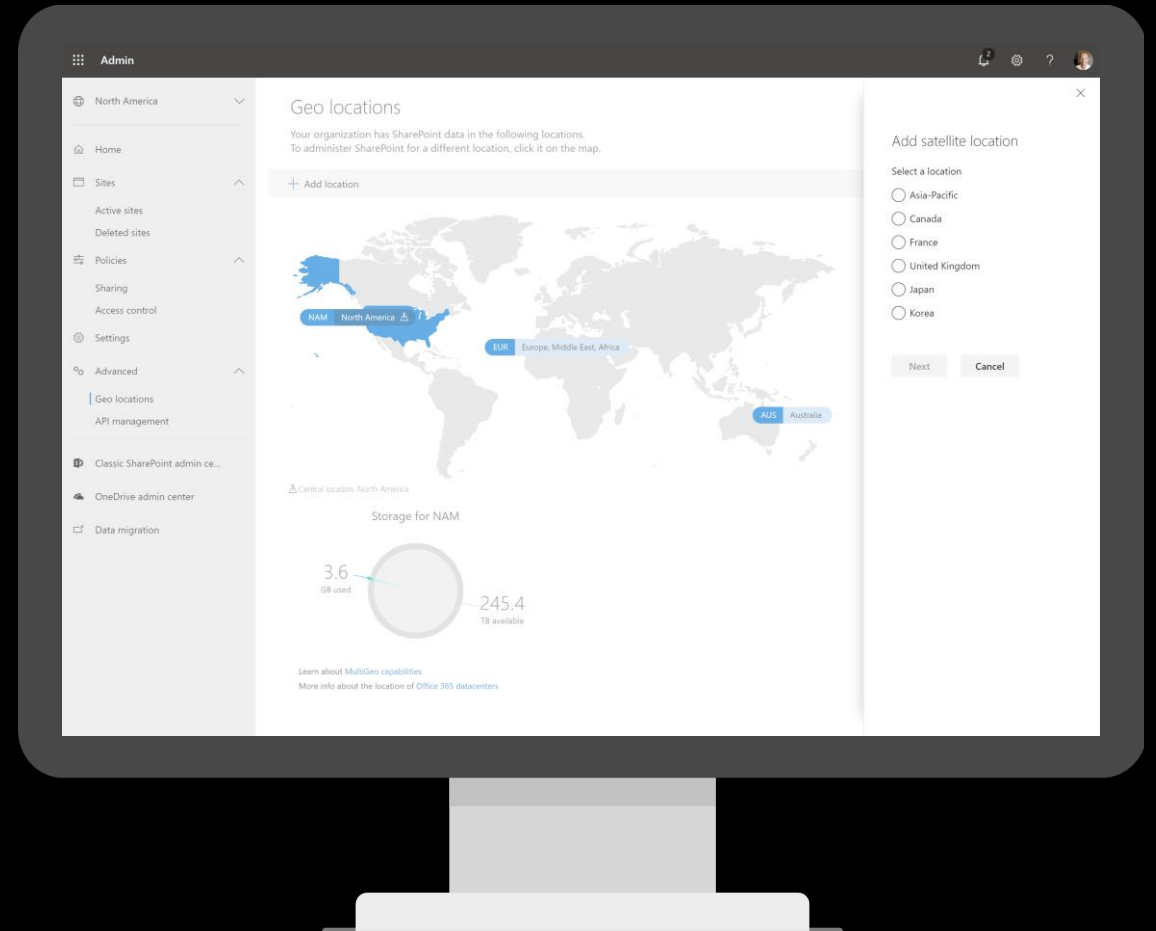 Admin
2
?
North America
Home
Sites
Active sites
Deleted sites
Policies
Sharing
Access control
Settings
Advanced
Geo locations
API management
Classic SharePoint admin ce...
OneDrive admin center
Data migration
Geo locations
Your organization has SharePoint data in the following locations.
To administer SharePoint for a different location, click it on the map.
+ Add location
NAM North America
EUR Europe, Middle East, Africa
AUS Australia
Central location: North America
Storage for NAM
3.6
GB used
245.4
TB available
Learn about MultiGeo capabilities
More info about the location of Office 365 datacenters
Add satellite location
Select a location
Asia-Pacific
Canada
France
United Kingdom
Japan
Korea
Next Cancel